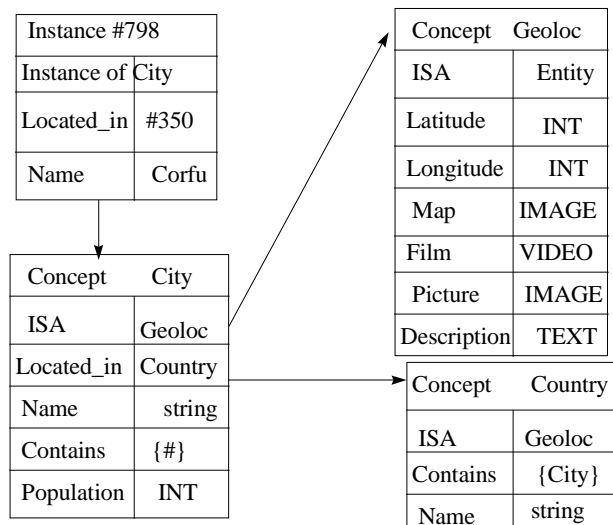 Instance #798
Instance of City
Located_in #350
Name Corfu
Concept City
ISA Geoloc
Located_in Country
Name string
Contains {#}
Population INT
Concept Geoloc
ISA Entity
Latitude INT
Longitude INT
Map IMAGE
Film VIDEO
Picture IMAGE
Description TEXT
Concept Country
ISA Geoloc
Contains {City}
Name string